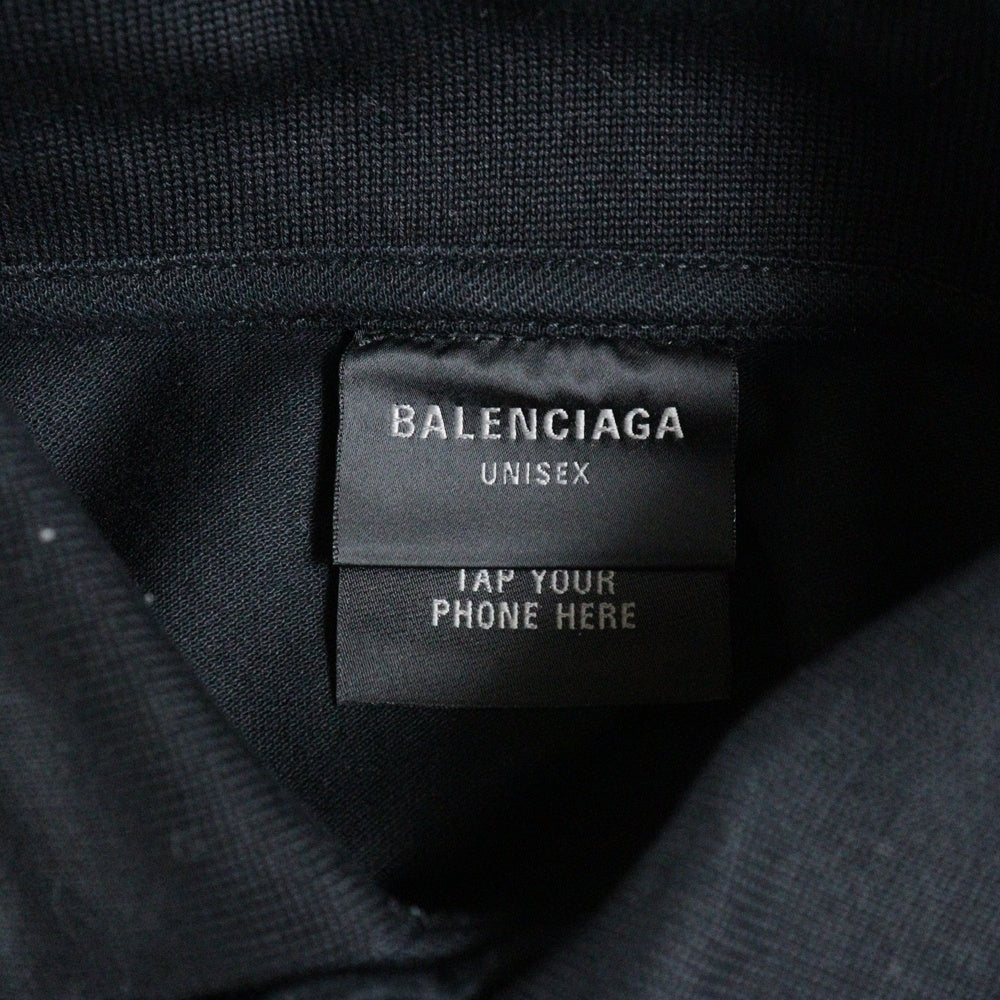 BALENCIAGA
UNISEX
TAP YOUR
PHONE HERE